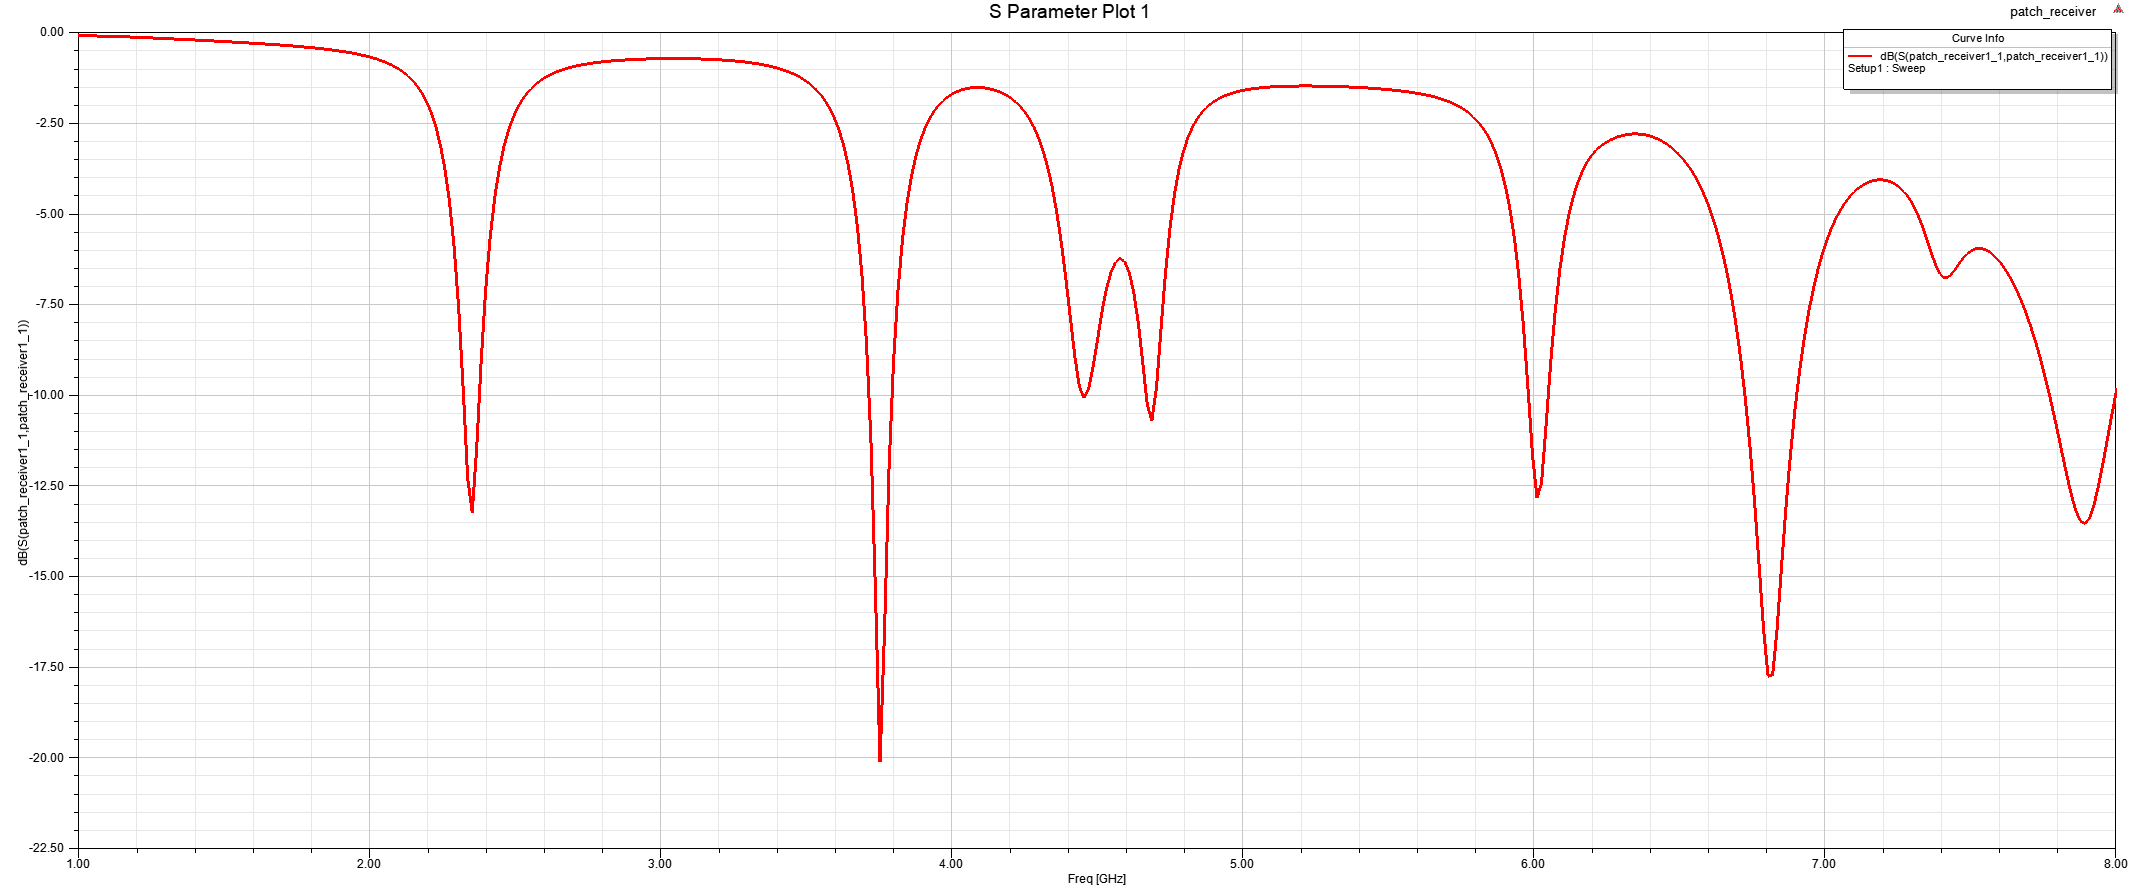 S Parameter Plot 1
patch_receiver
Curve Info
dB(S(patch_receiver1_1,patch_receiver1_1))
Setup1 : Sweep
dB(S(patch_receiver1_1,patch_receiver1_1))
0.00
-2.50
-5.00
-7.50
-10.00
-12.50
-15.00
-17.50
-20.00
-22.50
1.00 2.00 3.00 4.00 5.00 6.00 7.00 8.00
Freq [GHz]